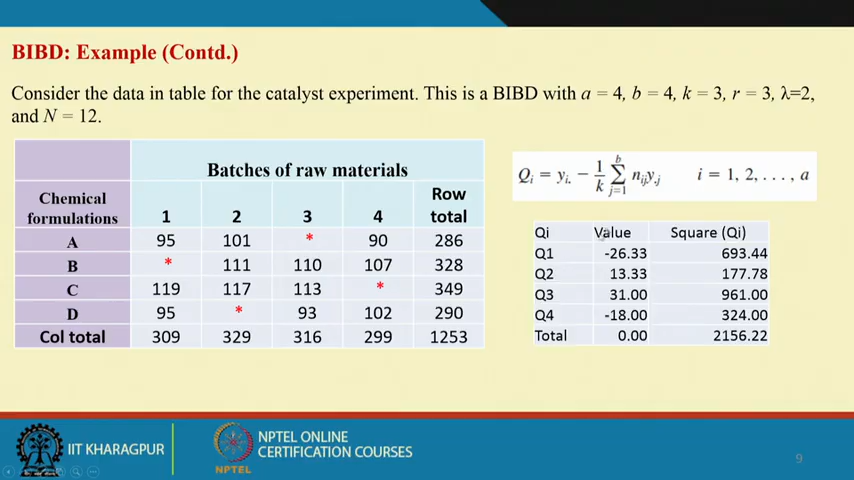 BIBD: Example (Contd.)
Consider the data in table for the catalyst experiment. This is a BIBD with a = 4, b = 4, k = 3, r = 3, λ=2,
and N = 12.
Batches of raw materials
Chemical formulations 1 2 3 4 Row total
A 95 101 * 90 286
B * 111 110 107 328
C 119 117 113 * 349
D 95 * 93 102 290
Col total 309 329 316 299 1253
Qᵢ = yᵢ. − 1/k ∑ⱼ₌₁ᵇ nᵢⱼy.ⱼ i = 1, 2, . . . , a
Qi Value Square (Qi)
Q1 -26.33 693.44
Q2 13.33 177.78
Q3 31.00 961.00
Q4 -18.00 324.00
Total 0.00 2156.22
IIT KHARAGPUR
NPTEL
NPTEL ONLINE
CERTIFICATION COURSES
9